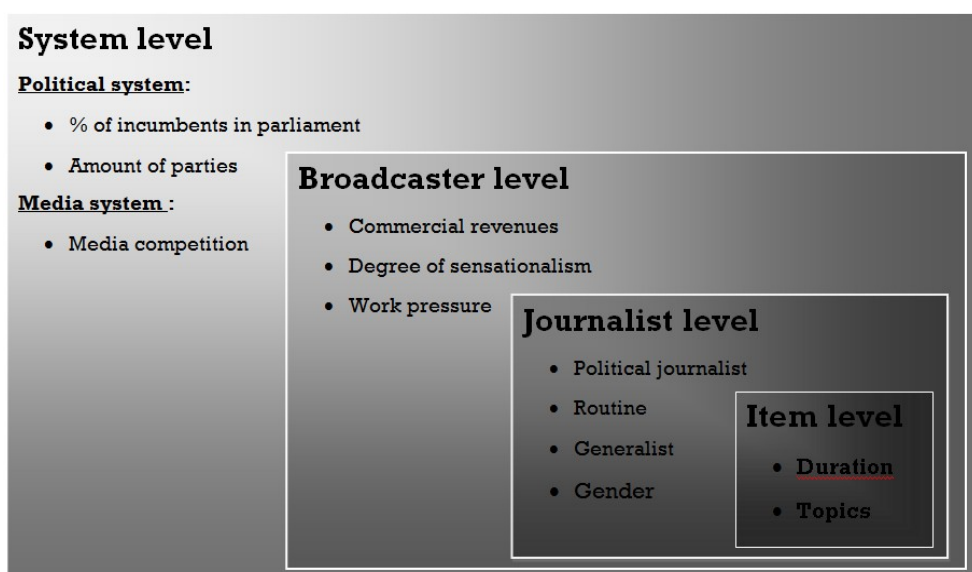 System level
Political system:
• % of incumbents in parliament
• Amount of parties
Media system :
• Media competition
Broadcaster level
• Commercial revenues
• Degree of sensationalism
• Work pressure
Journalist level
• Political journalist
• Routine
• Generalist
• Gender
Item level
• Duration
• Topics